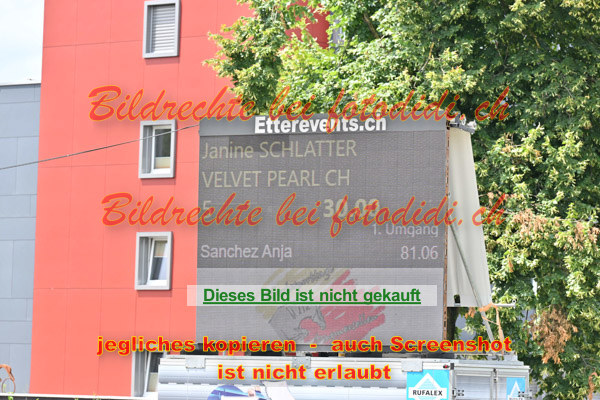 Bildrechte bei fotodidi.ch
Etterevents.ch
Janine SCHLATTER
VELVET PEARL CH
Bildrechte bei fotodidi.ch
1. Umgang
Sanchez Anja 81.06
Dieses Bild ist nicht gekauft
jegliches kopieren - auch Screenshot
ist nicht erlaubt
RUFALEX